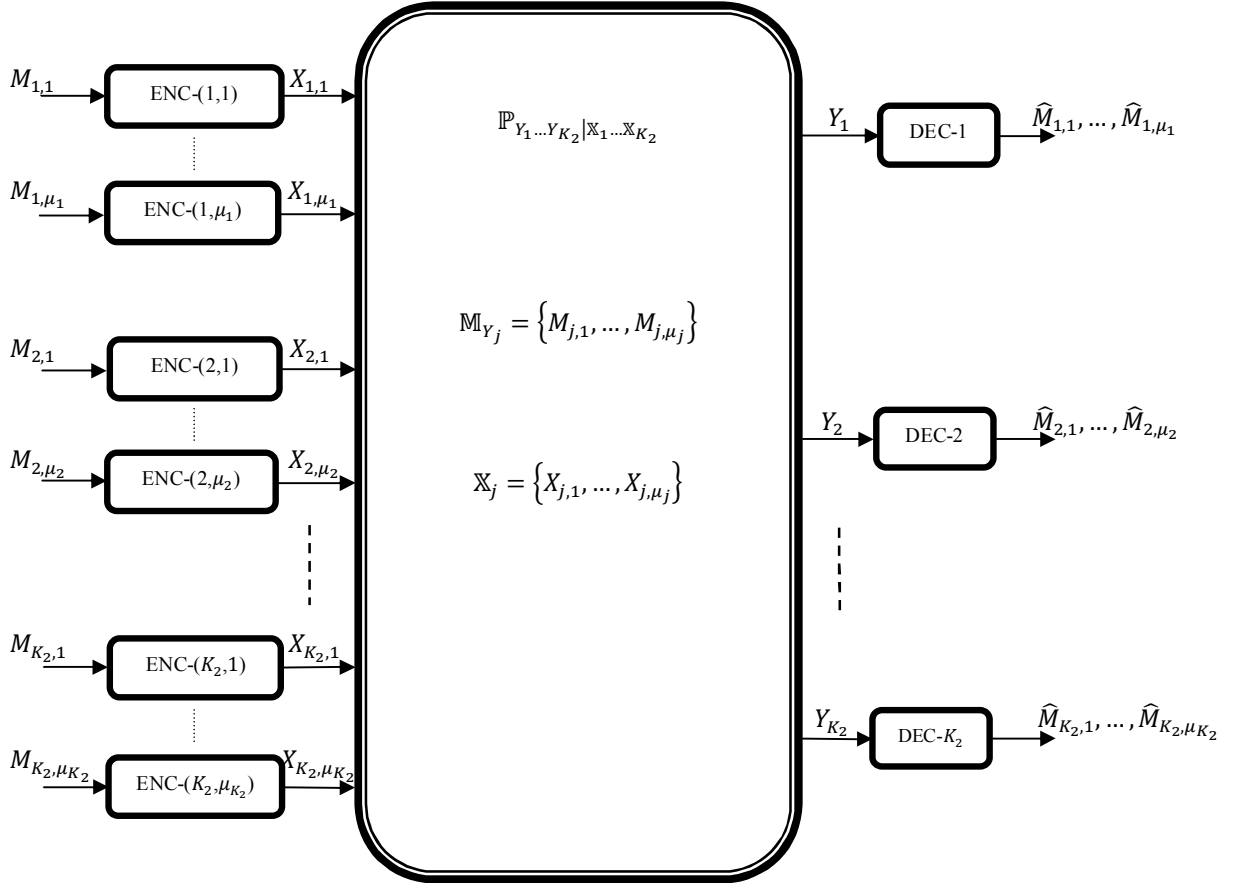 M_{1,1} ENC-(1,1) X_{1,1}
M_{1,μ_1} ENC-(1,μ_1) X_{1,μ_1}
M_{2,1} ENC-(2,1) X_{2,1}
M_{2,μ_2} ENC-(2,μ_2) X_{2,μ_2}
M_{K_2,1} ENC-(K_2,1) X_{K_2,1}
M_{K_2,μ_{K_2}} ENC-(K_2,μ_{K_2}) X_{K_2,μ_{K_2}}
ℙ_{Y_1…Y_{K_2}|𝕏_1…𝕏_{K_2}}
𝕄_{Y_j} = {M_{j,1}, … , M_{j,μ_j}}
𝕏_j = {X_{j,1}, … , X_{j,μ_j}}
Y_1 DEC-1 M̂_{1,1}, … , M̂_{1,μ_1}
Y_2 DEC-2 M̂_{2,1}, … , M̂_{2,μ_2}
Y_{K_2} DEC-K_2 M̂_{K_2,1}, … , M̂_{K_2,μ_{K_2}}